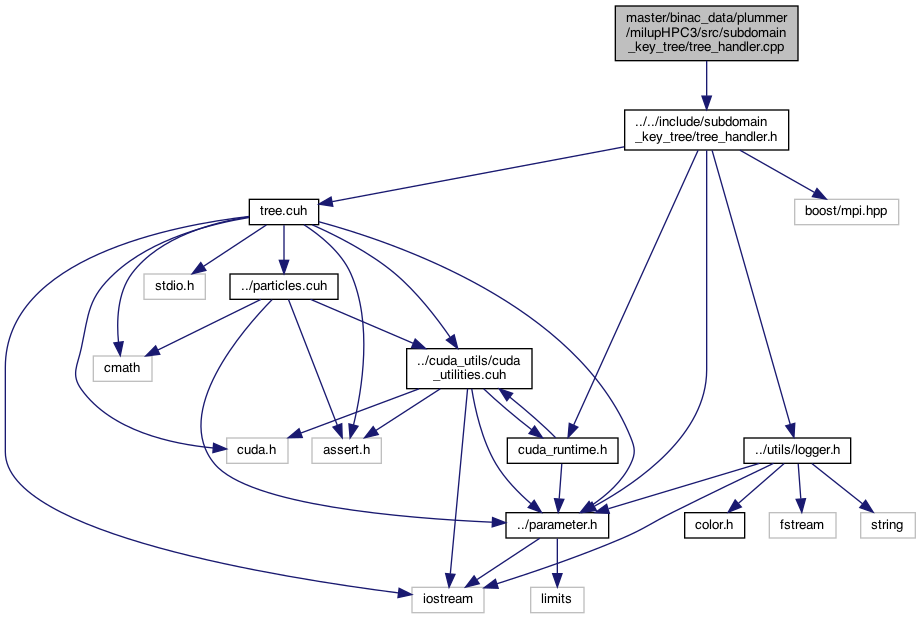 master/binac_data/plummer
/milupHPC3/src/subdomain
_key_tree/tree_handler.cpp
../../include/subdomain
_key_tree/tree_handler.h
tree.cuh
boost/mpi.hpp
stdio.h
../particles.cuh
cmath
../cuda_utils/cuda
_utilities.cuh
cuda.h
assert.h
cuda_runtime.h
../utils/logger.h
../parameter.h
color.h
fstream
string
iostream
limits